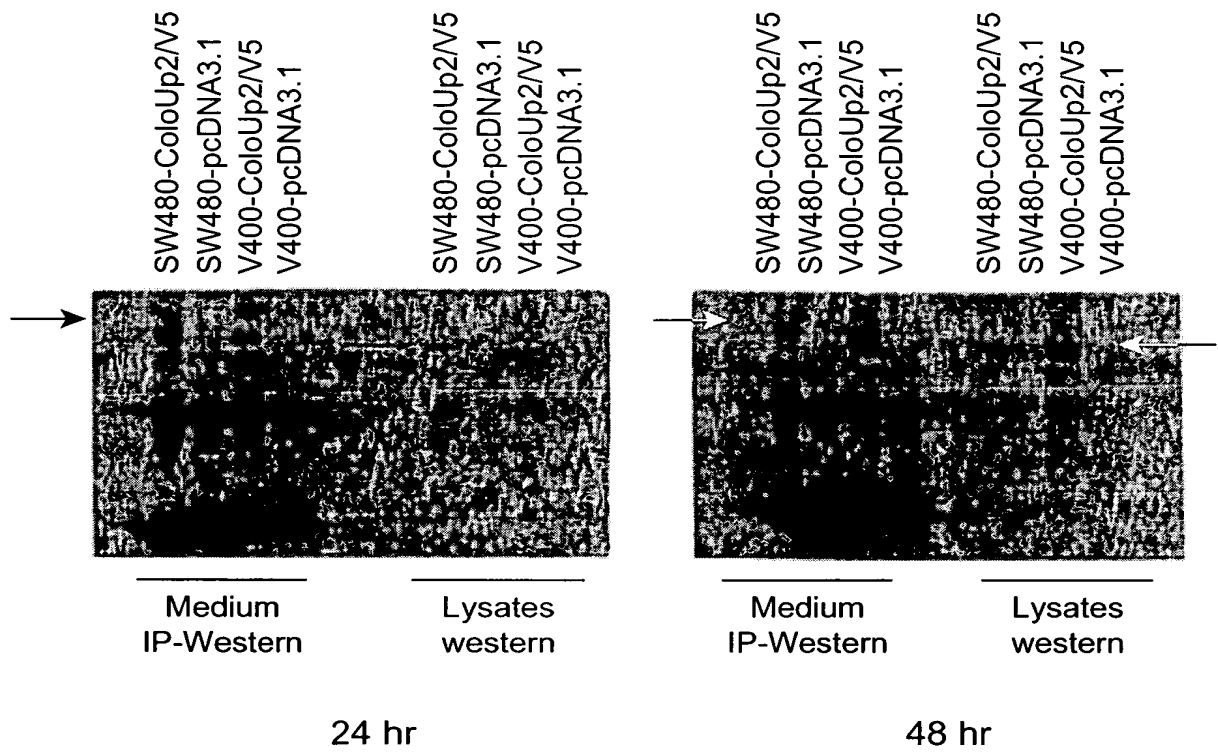 SW480-ColoUp2/V5
SW480-pcDNA3.1
V400-ColoUp2/V5
V400-pcDNA3.1
SW480-ColoUp2/V5
SW480-pcDNA3.1
V400-ColoUp2/V5
V400-pcDNA3.1
SW480-ColoUp2/V5
SW480-pcDNA3.1
V400-ColoUp2/V5
V400-pcDNA3.1
SW480-ColoUp2/V5
SW480-pcDNA3.1
V400-ColoUp2/V5
V400-pcDNA3.1
Medium
IP-Western
Lysates
western
Medium
IP-Western
Lysates
western
24 hr
48 hr